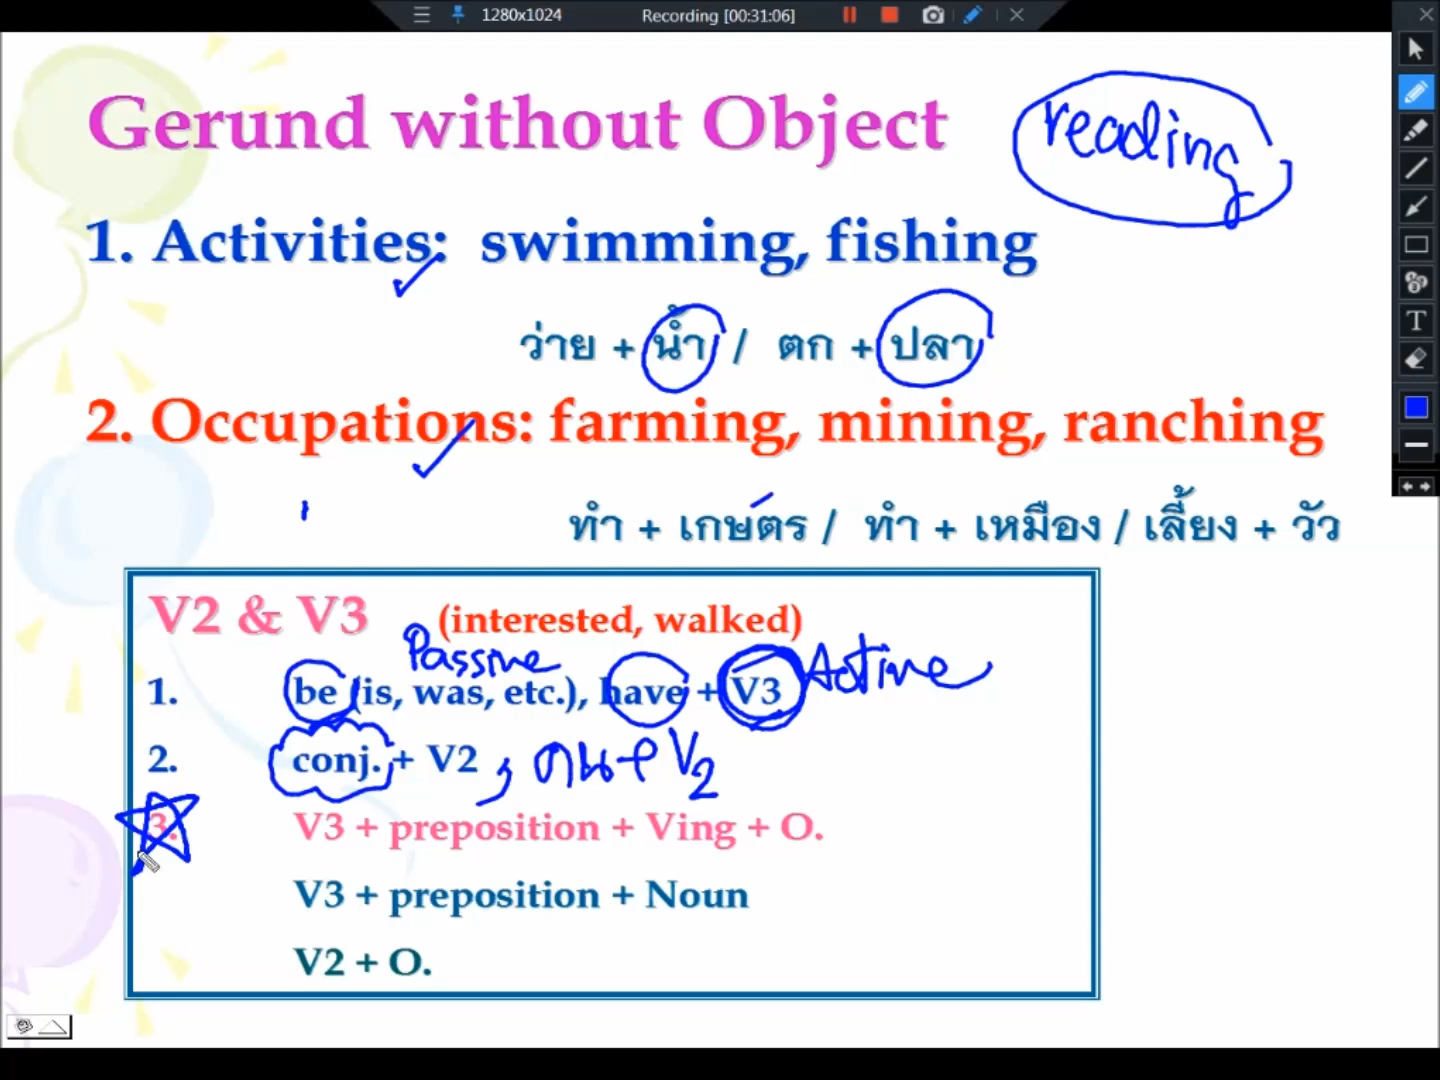 1280x1024 Recording [00:31:06]
Gerund without Object reading
1. Activities: swimming, fishing
ว่าย + น้ำ / ตก + ปลา
2. Occupations: farming, mining, ranching
ทำ + เกษตร / ทำ + เหมือง / เลี้ยง + วัว
V2 & V3 (interested, walked)
Passive
1. be (is, was, etc.), have + V3 Active
2. conj. + V2 , คน + V2
3. V3 + preposition + Ving + O.
V3 + preposition + Noun
V2 + O.